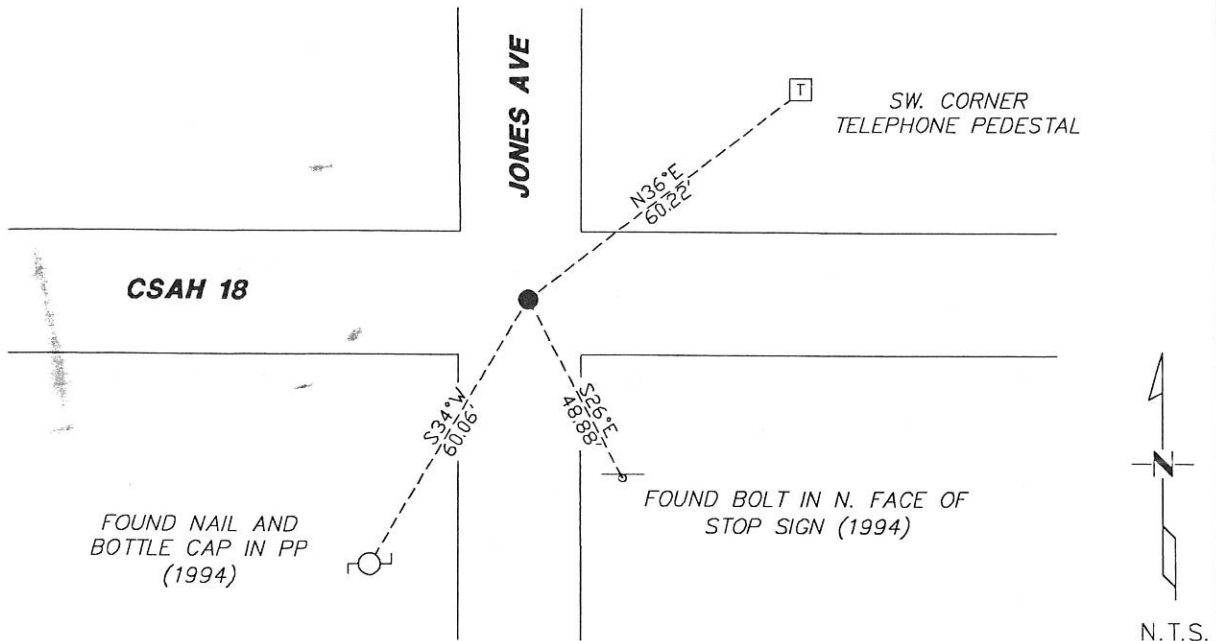 JONES AVE
T
SW. CORNER
TELEPHONE PEDESTAL
N36°E
60.22'
CSAH 18
S34°W
60.06'
S26°E
48.88'
FOUND NAIL AND
BOTTLE CAP IN PP
(1994)
FOUND BOLT IN N. FACE OF
STOP SIGN (1994)
N
N.T.S.